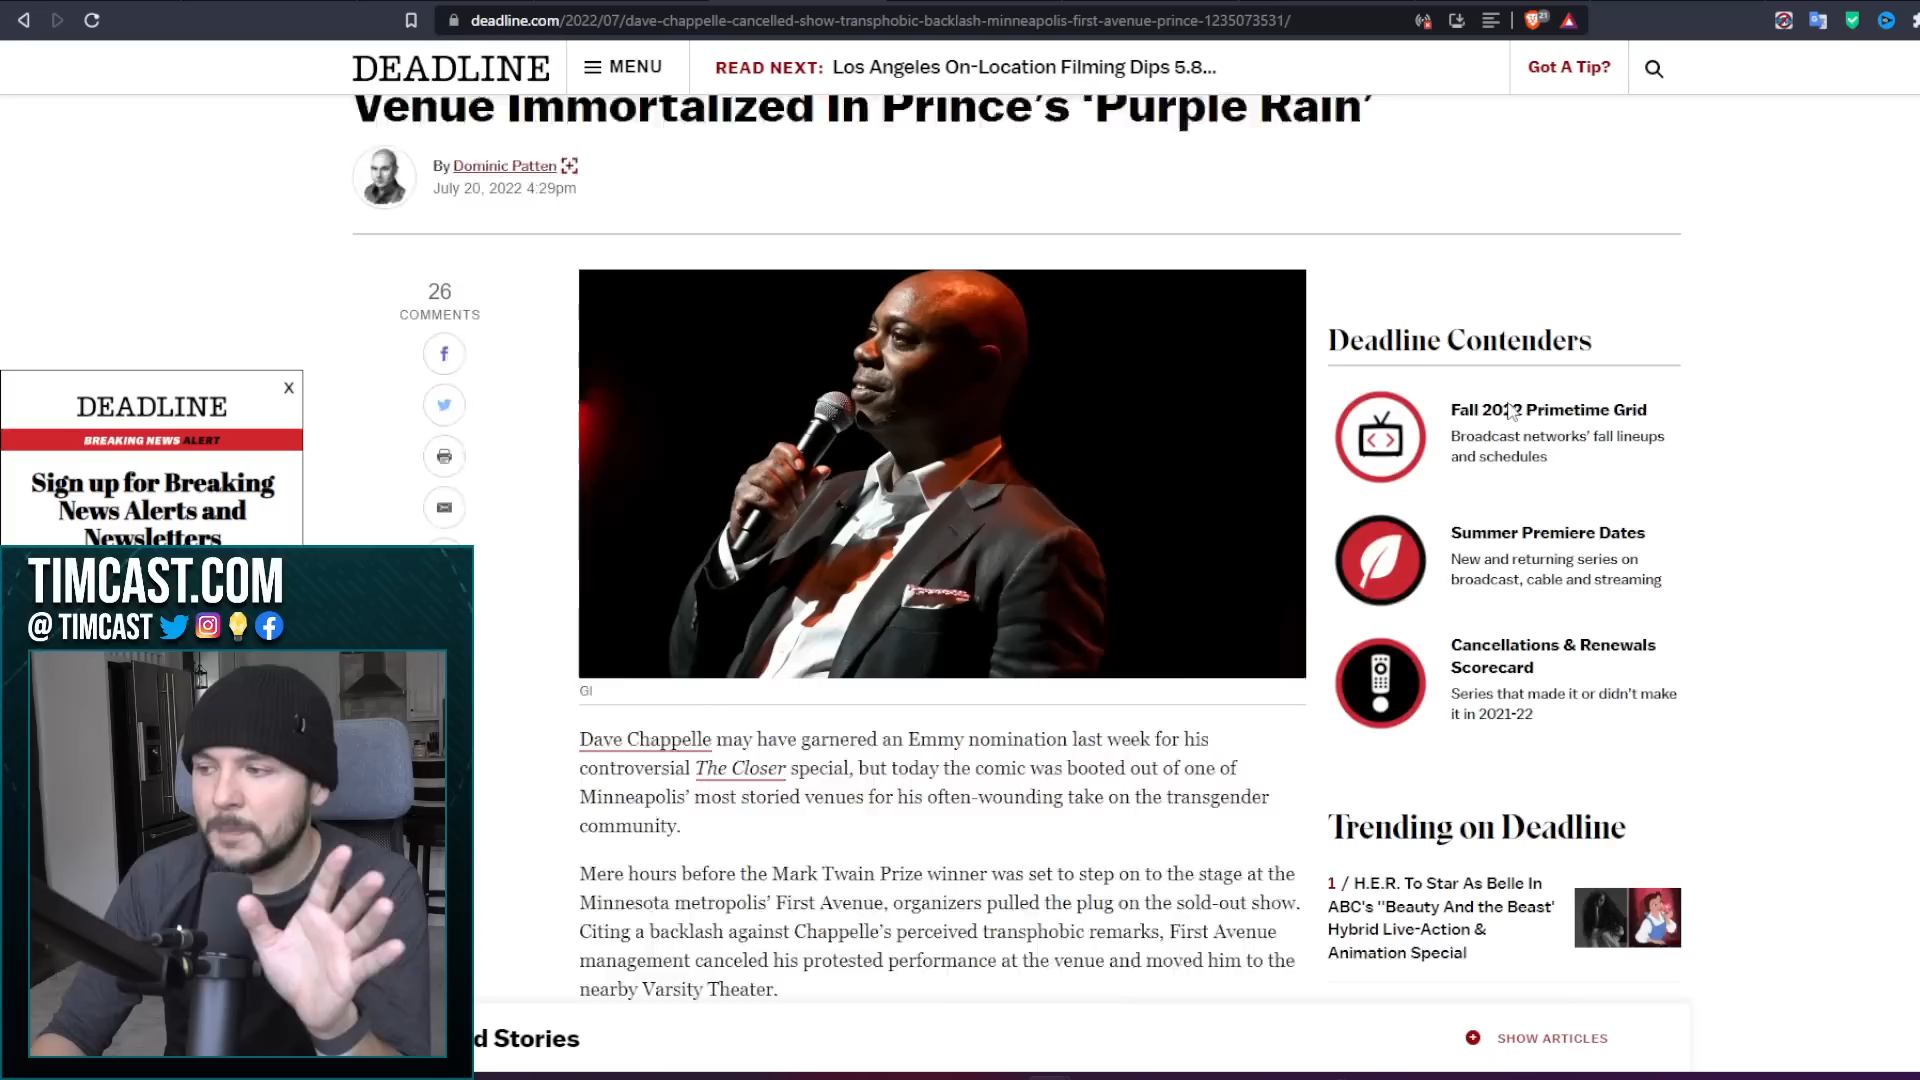 deadline.com/2022/07/dave-chappelle-cancelled-show-transphobic-backlash-minneapolis-first-avenue-prince-1235073531/
21
DEADLINE
MENU
READ NEXT: Los Angeles On-Location Filming Dips 5.8...
Got A Tip?
Venue Immortalized In Prince's 'Purple Rain'
By Dominic Patten
July 20, 2022 4:29pm
26
COMMENTS
GI
Dave Chappelle may have garnered an Emmy nomination last week for his
controversial The Closer special, but today the comic was booted out of one of
Minneapolis' most storied venues for his often-wounding take on the transgender
community.
Mere hours before the Mark Twain Prize winner was set to step on to the stage at the
Minnesota metropolis' First Avenue, organizers pulled the plug on the sold-out show.
Citing a backlash against Chappelle's perceived transphobic remarks, First Avenue
management canceled his protested performance at the venue and moved him to the
nearby Varsity Theater.
Deadline Contenders
Fall 2022 Primetime Grid
Broadcast networks' fall lineups
and schedules
Summer Premiere Dates
New and returning series on
broadcast, cable and streaming
Cancellations & Renewals
Scorecard
Series that made it or didn't make
it in 2021-22
Trending on Deadline
1 / H.E.R. To Star As Belle In
ABC's "Beauty And the Beast'
Hybrid Live-Action &
Animation Special
X
DEADLINE
BREAKING NEWS ALERT
Sign up for Breaking
News Alerts and
Newsletters
TIMCAST.COM
@ TIMCAST
d Stories
SHOW ARTICLES